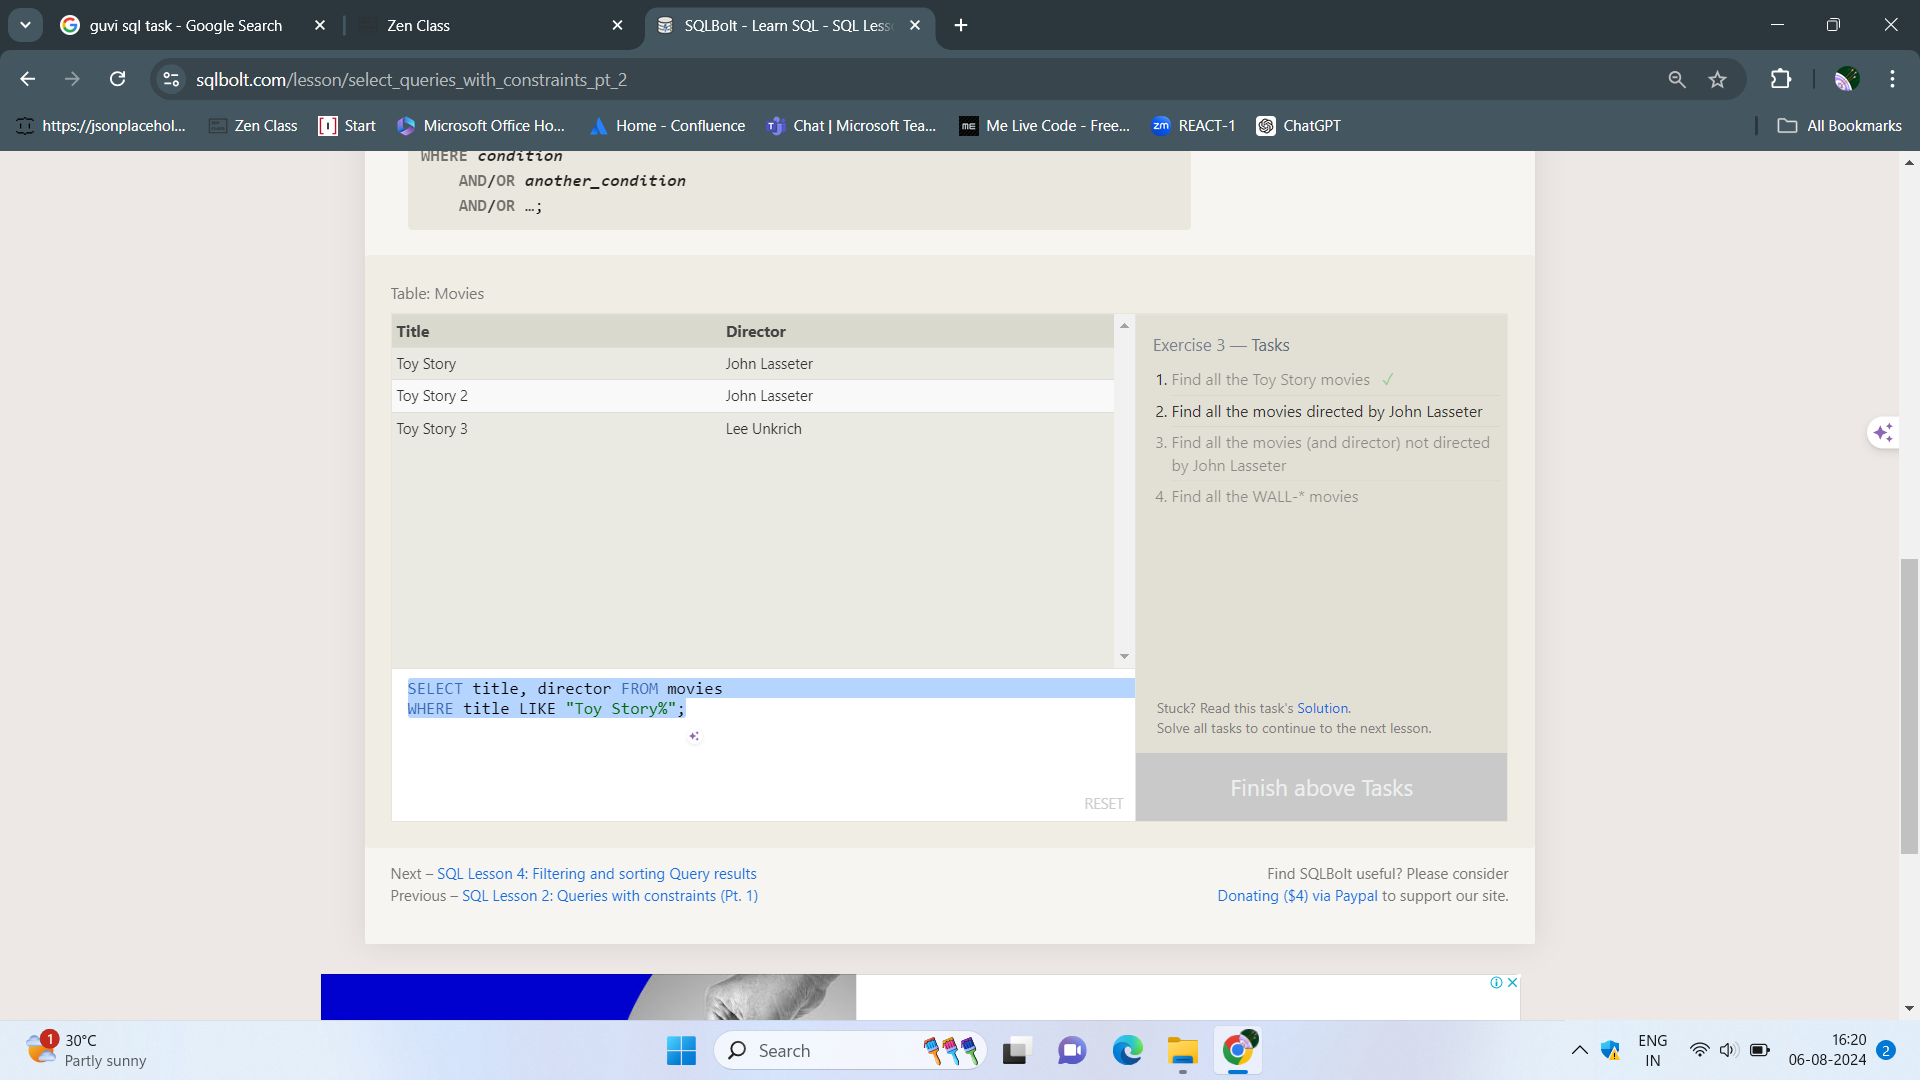 guvi sql task - Google Search
Zen Class
SQLBolt - Learn SQL - SQL Less
sqlbolt.com/lesson/select_queries_with_constraints_pt_2
https://jsonplacehol...
Zen Class
Start
Microsoft Office Ho...
Home - Confluence
Chat | Microsoft Tea...
Me Live Code - Free...
REACT-1
ChatGPT
All Bookmarks
WHERE condition
AND/OR another_condition
AND/OR …;
Table: Movies
Title Director
Toy Story John Lasseter
Toy Story 2 John Lasseter
Toy Story 3 Lee Unkrich
Exercise 3 — Tasks
1. Find all the Toy Story movies ✓
2. Find all the movies directed by John Lasseter
3. Find all the movies (and director) not directed
by John Lasseter
4. Find all the WALL-* movies
SELECT title, director FROM movies
WHERE title LIKE "Toy Story%";
RESET
Stuck? Read this task's Solution.
Solve all tasks to continue to the next lesson.
Finish above Tasks
Next – SQL Lesson 4: Filtering and sorting Query results
Previous – SQL Lesson 2: Queries with constraints (Pt. 1)
Find SQLBolt useful? Please consider
Donating ($4) via Paypal to support our site.
1
30°C
Partly sunny
Search
ENG
IN
16:20
06-08-2024
2